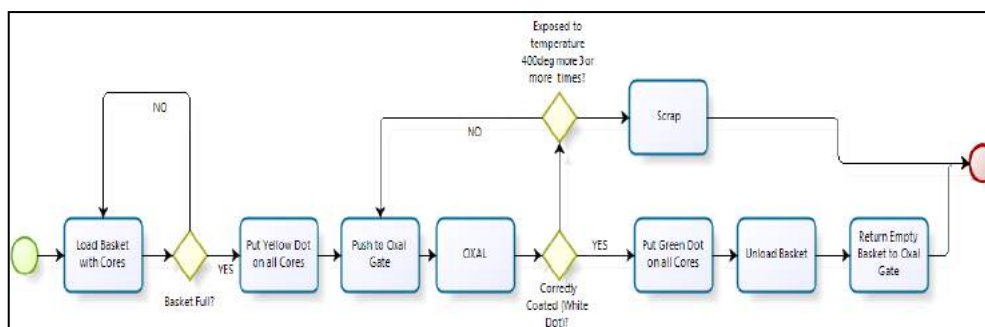 Exposed to
temperature
400deg more 3 or
more times?
NO
NO
Scrap
Load Basket
with Cores
YES
Basket Full?
Put Yellow Dot
on all Cores
Push to Oxal
Gate
OXAL
YES
Correctly
Coated (White
Dot)?
Put Green Dot
on all Cores
Unload Basket
Return Empty
Basket to Oxal
Gate